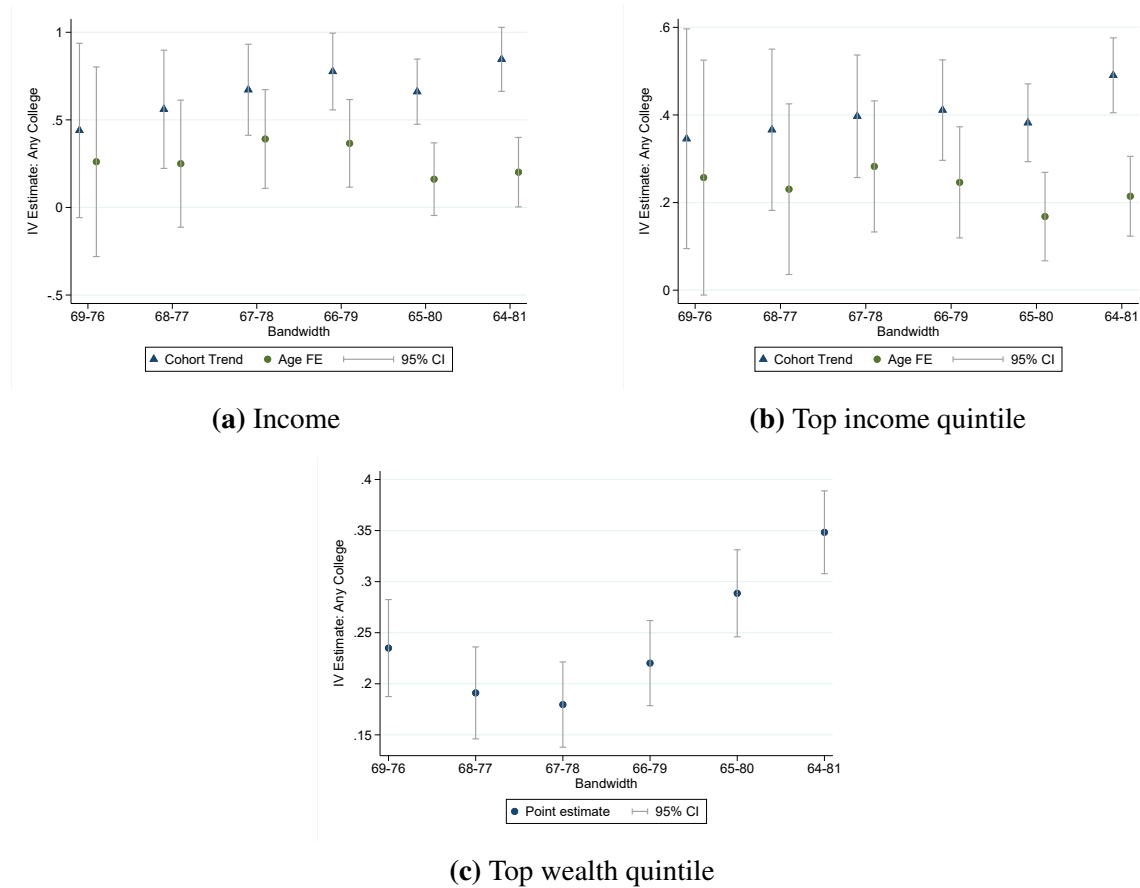 1
.5
0
-.5
IV Estimate: Any College
69-76 68-77 67-78 66-79 65-80 64-81
Bandwidth
Cohort Trend Age FE 95% CI
(a) Income
.6
.4
.2
0
IV Estimate: Any College
69-76 68-77 67-78 66-79 65-80 64-81
Bandwidth
Cohort Trend Age FE 95% CI
(b) Top income quintile
.4
.35
.3
.25
.2
.15
IV Estimate: Any College
69-76 68-77 67-78 66-79 65-80 64-81
Bandwidth
Point estimate 95% CI
(c) Top wealth quintile